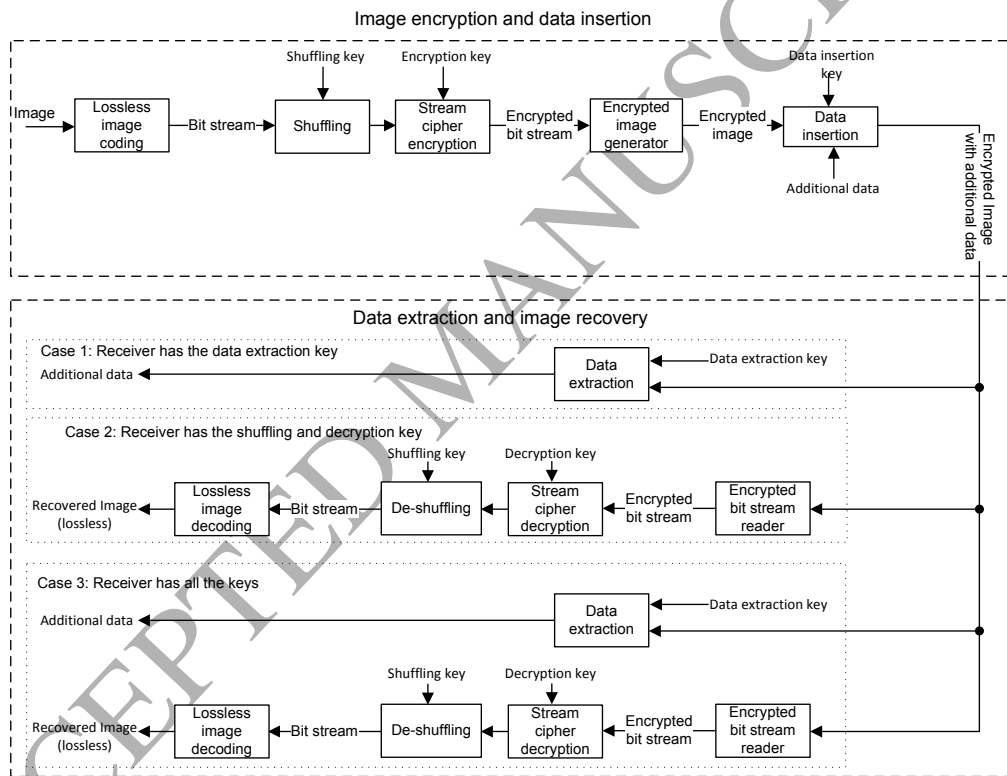 Image encryption and data insertion
Shuffling key
Encryption key
Data insertion
key
Image
Lossless
image
coding
Bit stream
Shuffling
Stream
cipher
encryption
Encrypted
bit stream
Encrypted
image
generator
Encrypted
image
Data
insertion
Additional data
Encrypted Image
with additional data
Data extraction and image recovery
Case 1: Receiver has the data extraction key
Additional data
Data
extraction
Data extraction key
Case 2: Receiver has the shuffling and decryption key
Shuffling key
Decryption key
Recovered Image
(lossless)
Lossless
image
decoding
Bit stream
De-shuffling
Stream
cipher
decryption
Encrypted
bit stream
Encrypted
bit stream
reader
Case 3: Receiver has all the keys
Additional data
Data
extraction
Data extraction key
Shuffling key
Decryption key
Recovered Image
(lossless)
Lossless
image
decoding
Bit stream
De-shuffling
Stream
cipher
decryption
Encrypted
bit stream
Encrypted
bit stream
reader
CEPTED MANUSC